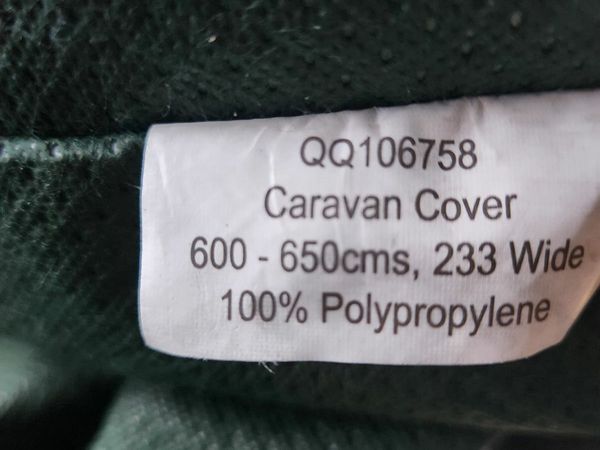 QQ106758
Caravan Cover
600 - 650cms, 233 Wide
100% Polypropylene